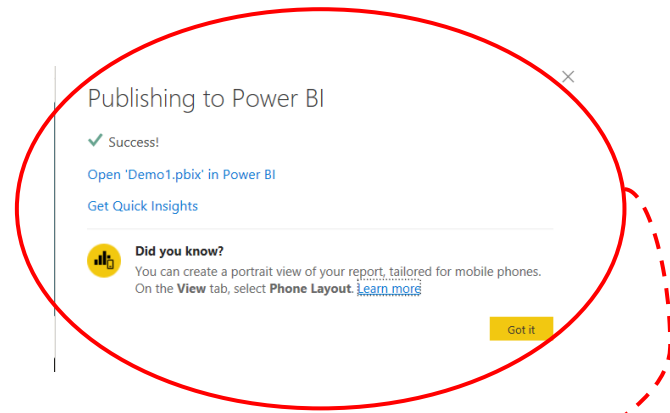 Publishing to Power BI
Success!
Open 'Demo1.pbix' in Power BI
Get Quick Insights
Did you know?
You can create a portrait view of your report, tailored for mobile phones.
On the View tab, select Phone Layout. Learn more
Got it